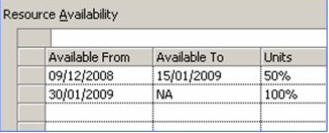 Resource Availability
Available From Available To Units
09/12/2008 15/01/2009 50%
30/01/2009 NA 100%